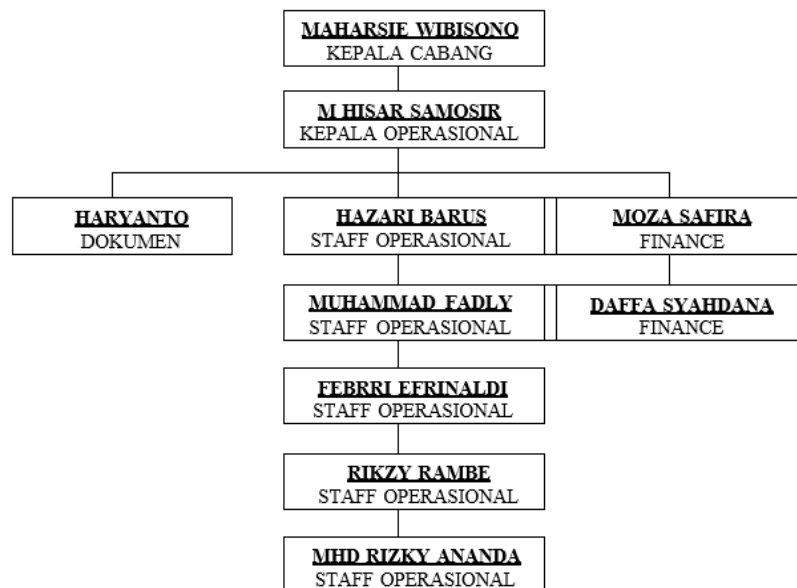 MAHARSIE WIBISONO
KEPALA CABANG
M HISAR SAMOSIR
KEPALA OPERASIONAL
HARYANTO
DOKUMEN
HAZARI BARUS
STAFF OPERASIONAL
MOZA SAFIRA
FINANCE
MUHAMMAD FADLY
STAFF OPERASIONAL
DAFFA SYAHDANA
FINANCE
FEBRRI EFRINALDI
STAFF OPERASIONAL
RIKZY RAMBE
STAFF OPERASIONAL
MHD RIZKY ANANDA
STAFF OPERASIONAL